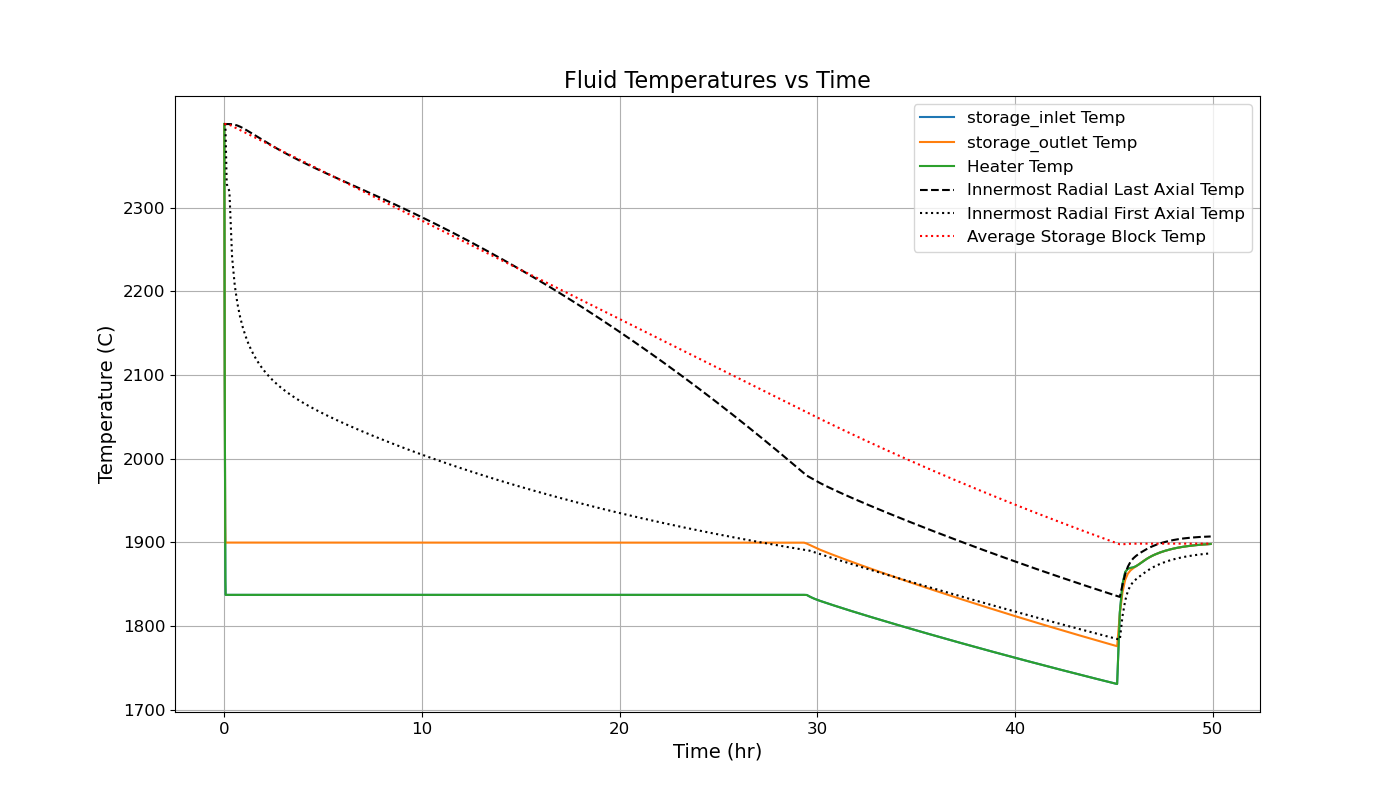 Fluid Temperatures vs Time
storage_inlet Temp
storage_outlet Temp
Heater Temp
Innermost Radial Last Axial Temp
Innermost Radial First Axial Temp
Average Storage Block Temp
Temperature (C)
2300
2200
2100
2000
1900
1800
1700
0 10 20 30 40 50
Time (hr)